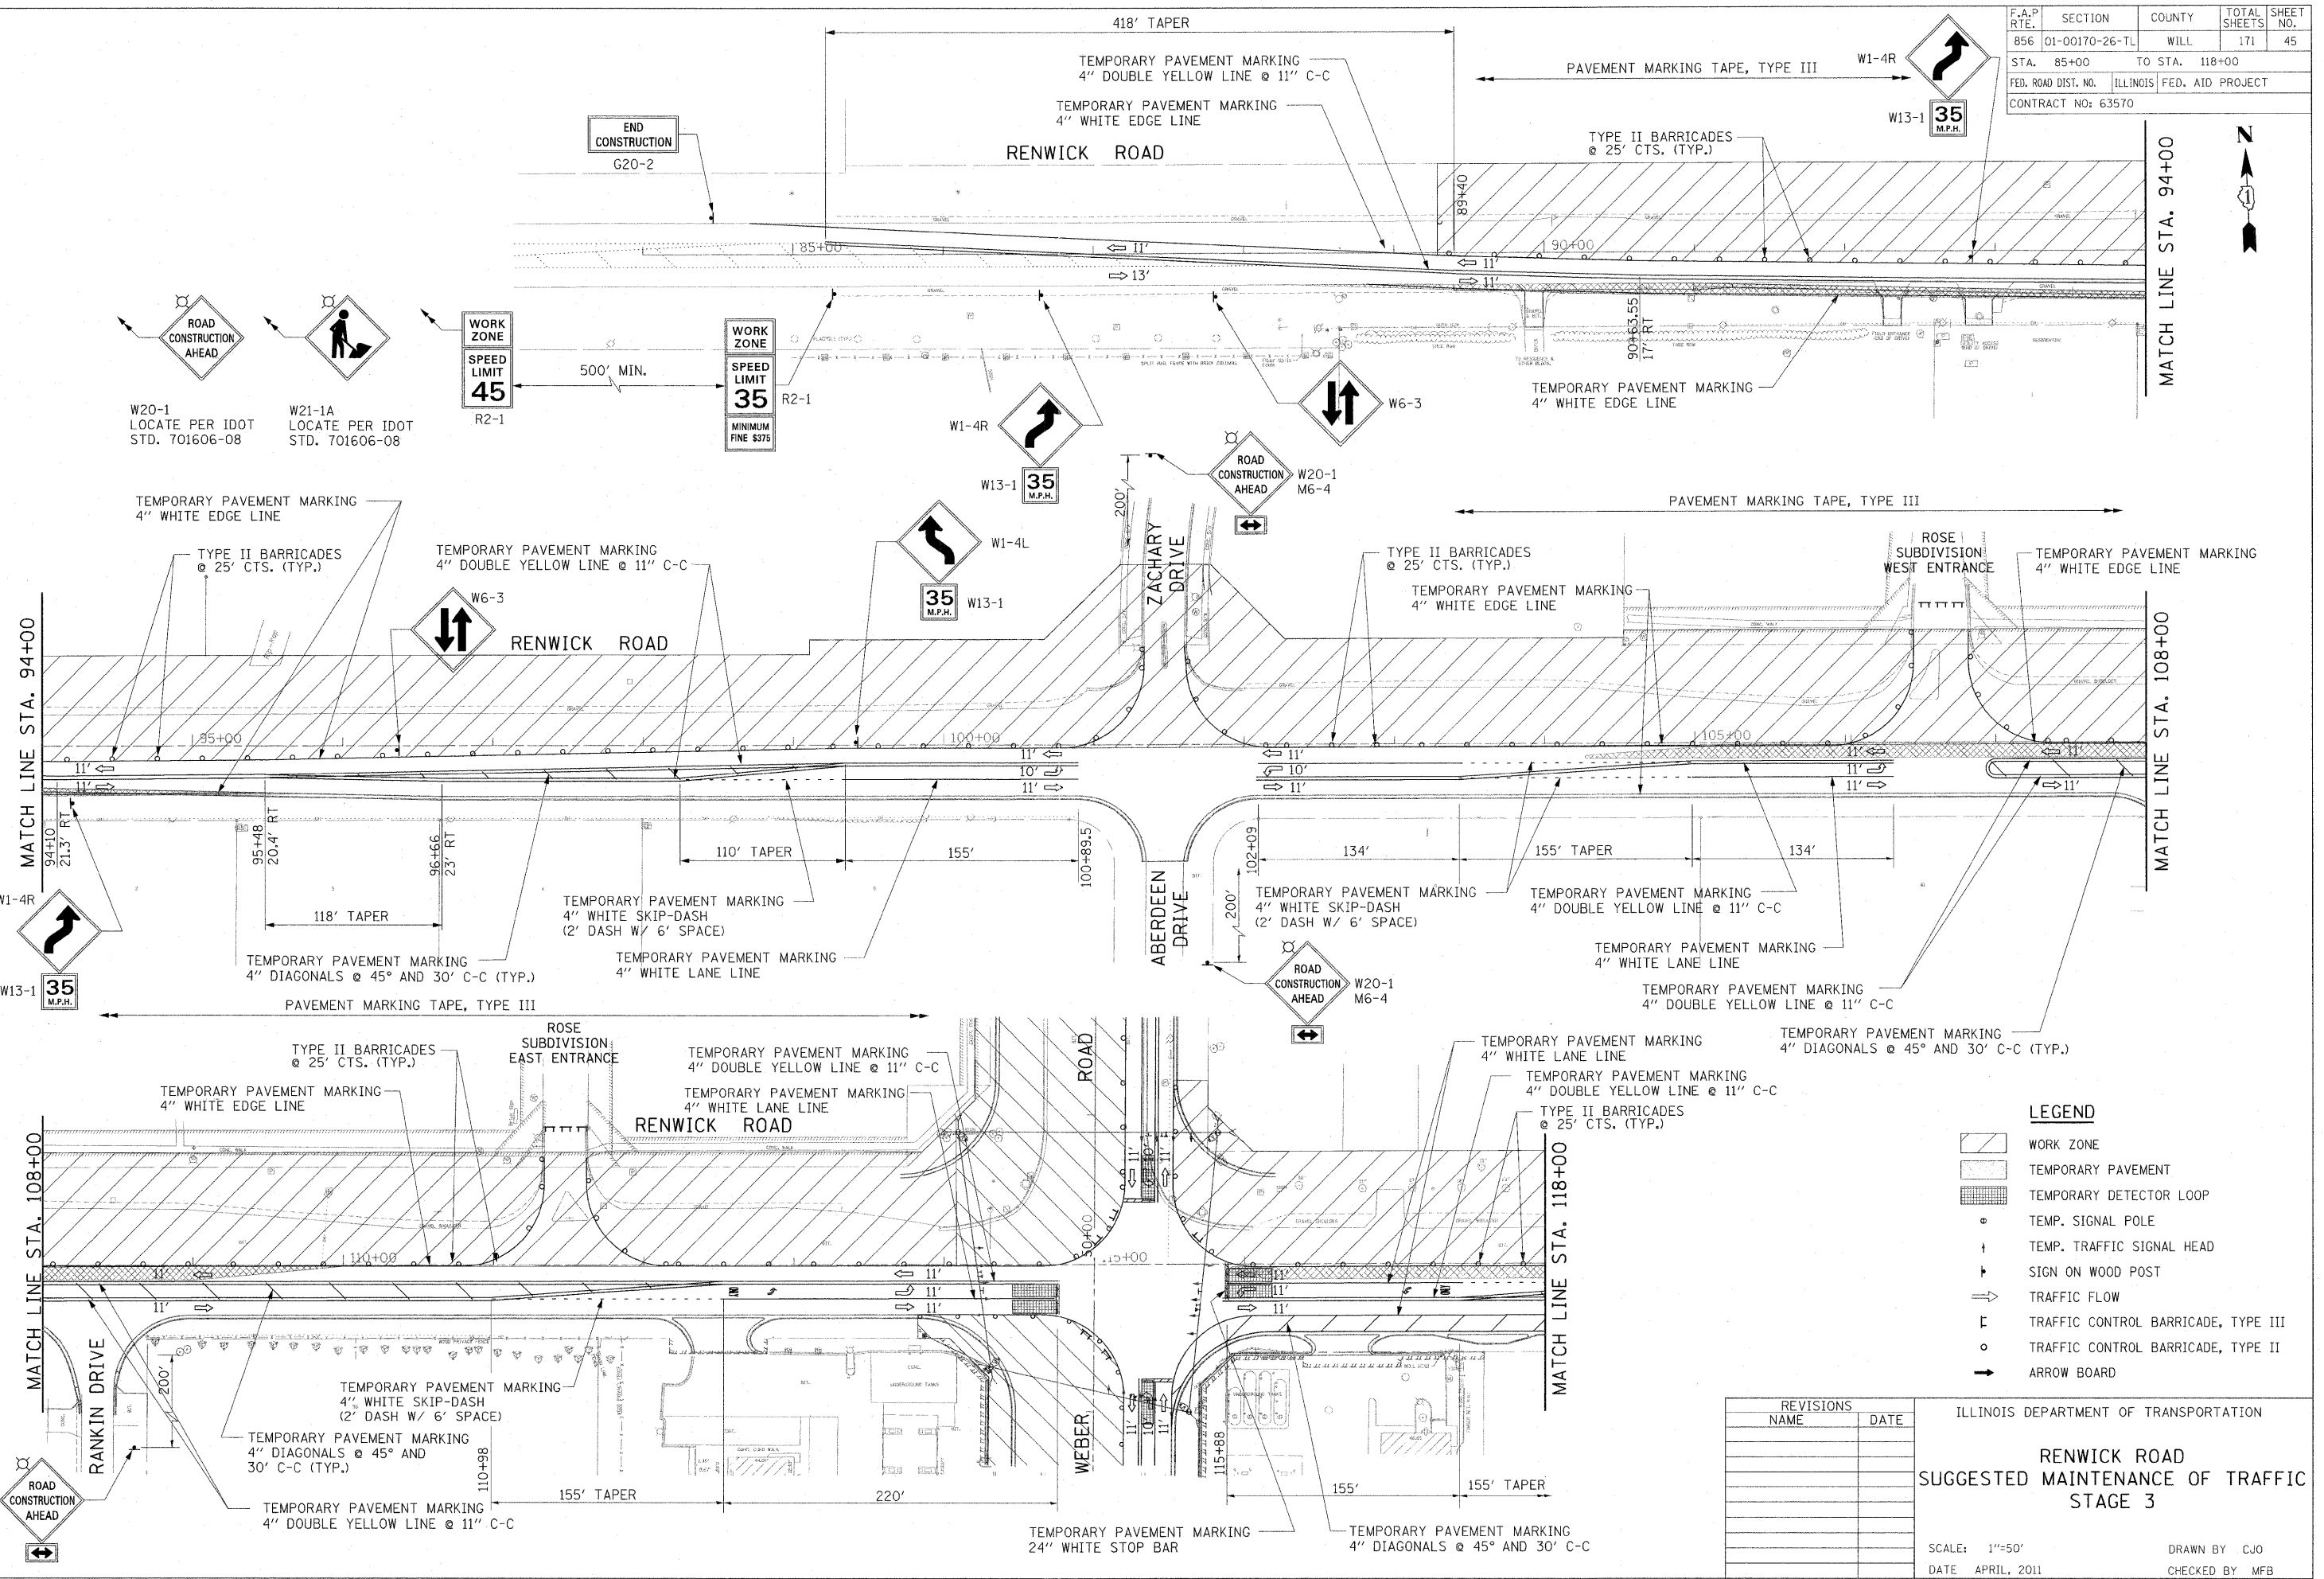 F.A.P RTE. SECTION COUNTY TOTAL SHEETS SHEET NO.
856 01-00170-26-TL WILL 171 45
STA. 85+00 TO STA. 118+00
FED. ROAD DIST. NO. ILLINOIS FED. AID PROJECT
CONTRACT NO: 63570
418' TAPER
TEMPORARY PAVEMENT MARKING
4" DOUBLE YELLOW LINE @ 11" C-C
PAVEMENT MARKING TAPE, TYPE III
W1-4R
W13-1
35
M.P.H.
TEMPORARY PAVEMENT MARKING
4" WHITE EDGE LINE
END
CONSTRUCTION
G20-2
RENWICK ROAD
TYPE II BARRICADES
@ 25' CTS. (TYP.)
89+40
MATCH LINE STA. 94+00
N
1
85+00
11'
13'
90+00
11'
11'
90+63.55
17' RT
ROAD
CONSTRUCTION
AHEAD
W20-1
LOCATE PER IDOT
STD. 701606-08
W21-1A
LOCATE PER IDOT
STD. 701606-08
WORK
ZONE
SPEED
LIMIT
45
R2-1
500' MIN.
WORK
ZONE
SPEED
LIMIT
35
MINIMUM
FINE $375
R2-1
W1-4R
W13-1
35
M.P.H.
W6-3
TEMPORARY PAVEMENT MARKING
4" WHITE EDGE LINE
TEMPORARY PAVEMENT MARKING
4" WHITE EDGE LINE
TYPE II BARRICADES
@ 25' CTS. (TYP.)
TEMPORARY PAVEMENT MARKING
4" DOUBLE YELLOW LINE @ 11" C-C
W6-3
RENWICK ROAD
W1-4L
35
M.P.H.
W13-1
200'
ROAD
CONSTRUCTION
AHEAD
W20-1
M6-4
ZACHARY
DRIVE
TYPE II BARRICADES
@ 25' CTS. (TYP.)
TEMPORARY PAVEMENT MARKING
4" WHITE EDGE LINE
PAVEMENT MARKING TAPE, TYPE III
ROSE
SUBDIVISION
WEST ENTRANCE
TEMPORARY PAVEMENT MARKING
4" WHITE EDGE LINE
MATCH LINE STA. 94+00
MATCH LINE STA. 108+00
95+00
100+00
105+00
11'
11'
11'
10'
11'
11'
10'
11'
11'
11'
11'
11'
11'
94+10
21.3' RT
95+48
20.4' RT
96+66
23' RT
110' TAPER
155'
100+89.5
102+09
134'
155' TAPER
134'
118' TAPER
W1-4R
W13-1
35
M.P.H.
TEMPORARY PAVEMENT MARKING
4" WHITE SKIP-DASH
(2' DASH W/ 6' SPACE)
TEMPORARY PAVEMENT MARKING
4" DIAGONALS @ 45° AND 30' C-C (TYP.)
TEMPORARY PAVEMENT MARKING
4" WHITE LANE LINE
ABERDEEN
DRIVE
200'
ROAD
CONSTRUCTION
AHEAD
W20-1
M6-4
TEMPORARY PAVEMENT MARKING
4" WHITE SKIP-DASH
(2' DASH W/ 6' SPACE)
TEMPORARY PAVEMENT MARKING
4" DOUBLE YELLOW LINE @ 11" C-C
TEMPORARY PAVEMENT MARKING
4" WHITE LANE LINE
TEMPORARY PAVEMENT MARKING
4" DOUBLE YELLOW LINE @ 11" C-C
TEMPORARY PAVEMENT MARKING
4" DIAGONALS @ 45° AND 30' C-C (TYP.)
PAVEMENT MARKING TAPE, TYPE III
TYPE II BARRICADES
@ 25' CTS. (TYP.)
ROSE
SUBDIVISION
EAST ENTRANCE
TEMPORARY PAVEMENT MARKING
4" WHITE EDGE LINE
TEMPORARY PAVEMENT MARKING
4" DOUBLE YELLOW LINE @ 11" C-C
TEMPORARY PAVEMENT MARKING
4" WHITE LANE LINE
RENWICK ROAD
ROAD
TEMPORARY PAVEMENT MARKING
4" WHITE LANE LINE
TEMPORARY PAVEMENT MARKING
4" DOUBLE YELLOW LINE @ 11" C-C
TYPE II BARRICADES
@ 25' CTS. (TYP.)
MATCH LINE STA. 108+00
MATCH LINE STA. 118+00
110+00
50+00
11'
10'
11'
11'
11'
11'
11'
11'
11'
11'
11'
11'
10'
11'
RANKIN DRIVE
200'
WEBER
115+88
110+98
155' TAPER
220'
155'
155' TAPER
TEMPORARY PAVEMENT MARKING
4" WHITE SKIP-DASH
(2' DASH W/ 6' SPACE)
TEMPORARY PAVEMENT MARKING
4" DIAGONALS @ 45° AND
30' C-C (TYP.)
TEMPORARY PAVEMENT MARKING
4" DOUBLE YELLOW LINE @ 11" C-C
ROAD
CONSTRUCTION
AHEAD
TEMPORARY PAVEMENT MARKING
24" WHITE STOP BAR
TEMPORARY PAVEMENT MARKING
4" DIAGONALS @ 45° AND 30' C-C
LEGEND
WORK ZONE
TEMPORARY PAVEMENT
TEMPORARY DETECTOR LOOP
TEMP. SIGNAL POLE
TEMP. TRAFFIC SIGNAL HEAD
SIGN ON WOOD POST
TRAFFIC FLOW
TRAFFIC CONTROL BARRICADE, TYPE III
TRAFFIC CONTROL BARRICADE, TYPE II
ARROW BOARD
REVISIONS
NAME DATE
ILLINOIS DEPARTMENT OF TRANSPORTATION
RENWICK ROAD
SUGGESTED MAINTENANCE OF TRAFFIC
STAGE 3
SCALE: 1"=50'
DRAWN BY CJO
DATE APRIL, 2011
CHECKED BY MFB